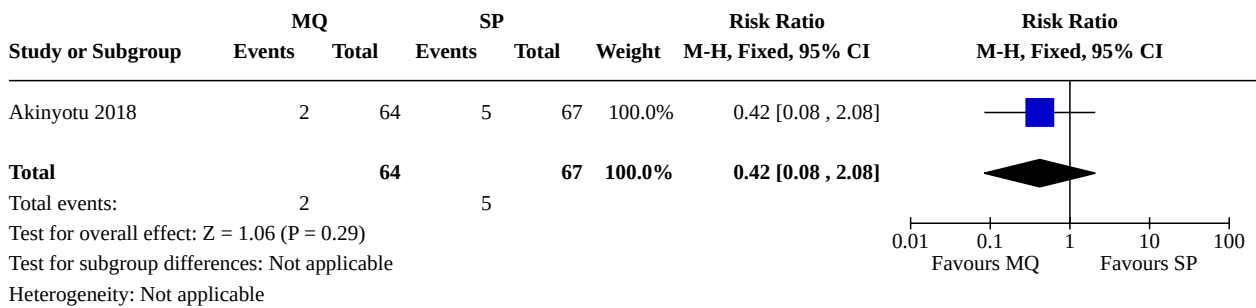 MQ SP Risk Ratio Risk Ratio
Study or Subgroup Events Total Events Total Weight M-H, Fixed, 95% CI M-H, Fixed, 95% CI
Akinyotu 2018 2 64 5 67 100.0% 0.42 [0.08 , 2.08]
Total 64 67 100.0% 0.42 [0.08 , 2.08]
Total events: 2 5
Test for overall effect: Z = 1.06 (P = 0.29)
0.01 0.1 1 10 100
Test for subgroup differences: Not applicable
Favours MQ Favours SP
Heterogeneity: Not applicable